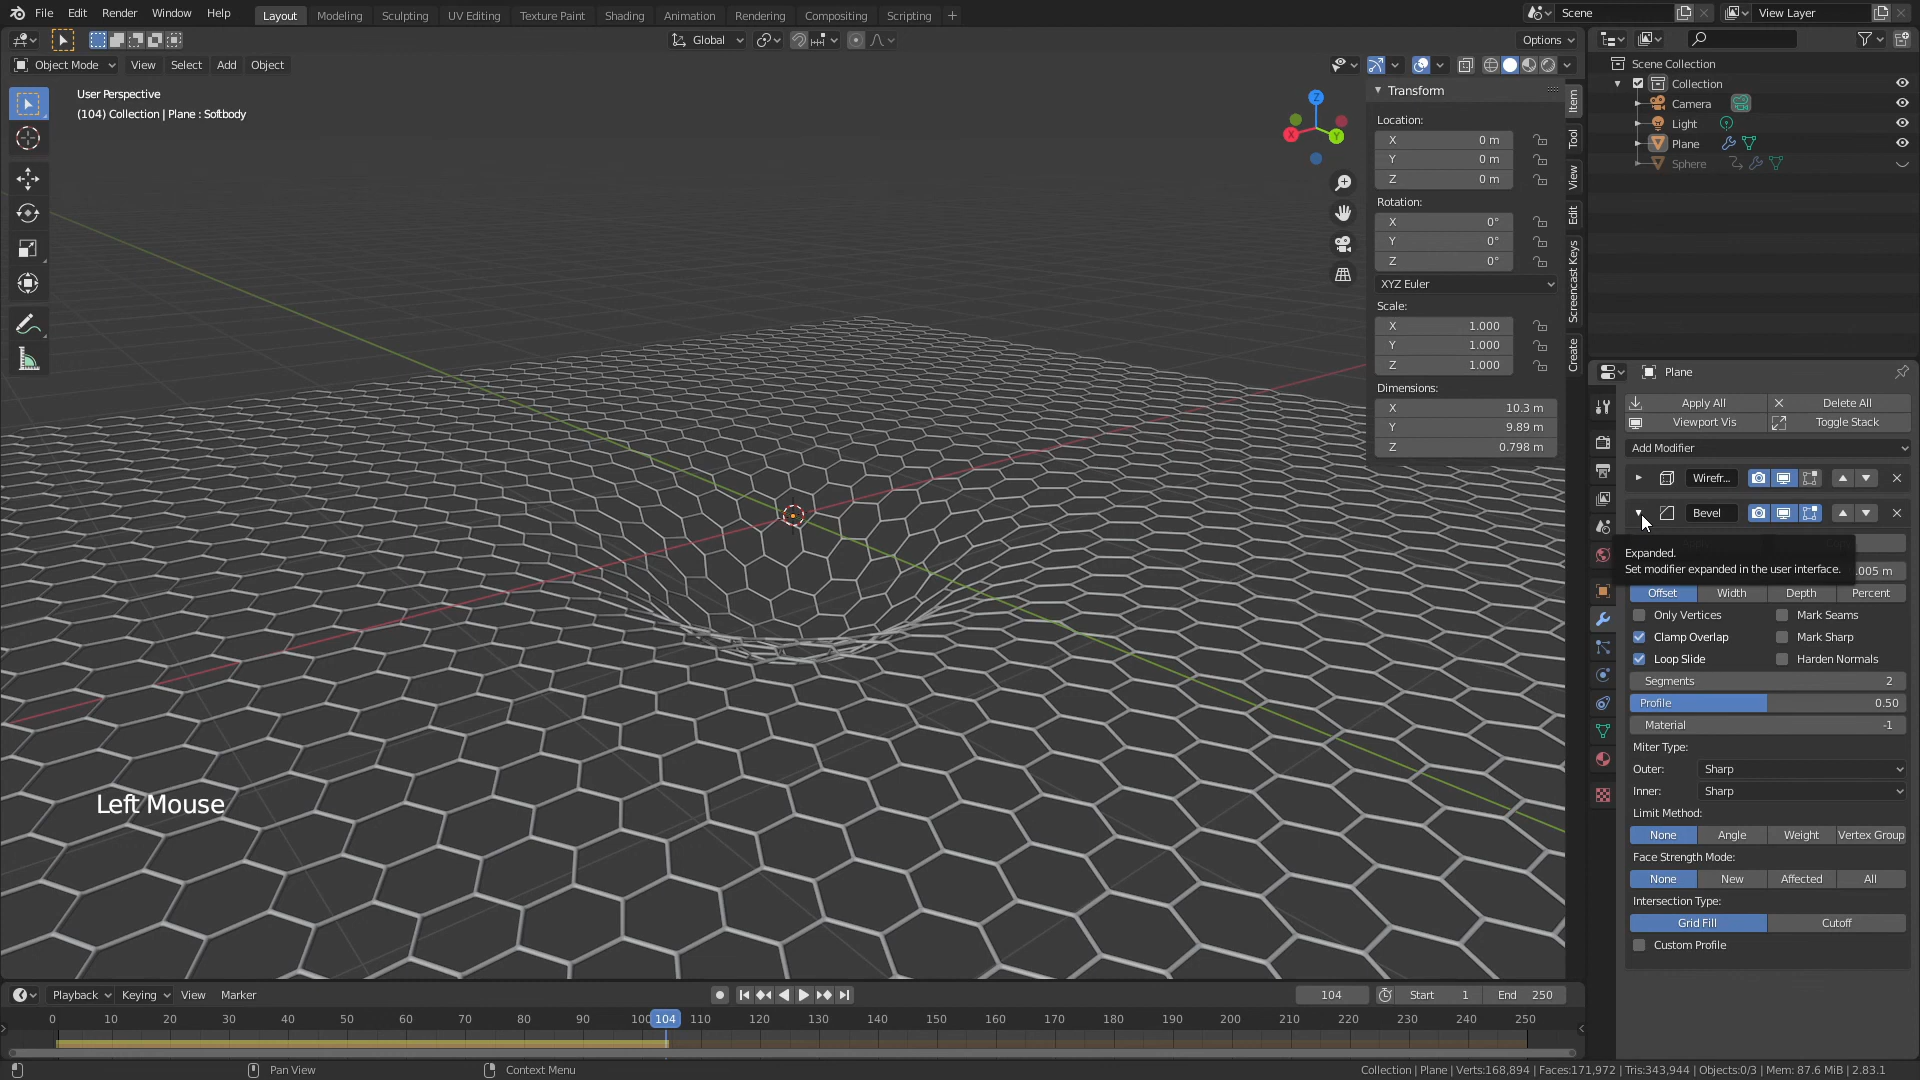 File Edit Render Window Help Layout Modeling Sculpting UV Editing Texture Paint Shading Animation Rendering Compositing Scripting + Scene View Layer
Global Options
Object Mode View Select Add Object
User Perspective
(104) Collection | Plane : Softbody
Z
X
Y
Transform
Location:
X 0 m
Y 0 m
Z 0 m
Rotation:
X 0°
Y 0°
Z 0°
XYZ Euler
Scale:
X 1.000
Y 1.000
Z 1.000
Dimensions:
X 10.3 m
Y 9.89 m
Z 0.798 m
Item
Tool
View
Edit
Screencast Keys
Create
Scene Collection
Collection
Camera
Light
Plane
Sphere
Plane
Apply All Delete All
Viewport Vis Toggle Stack
Add Modifier
Wirefr...
Bevel
Expanded.
Set modifier expanded in the user interface.
.005 m
Offset Width Depth Percent
Only Vertices Mark Seams
Clamp Overlap Mark Sharp
Loop Slide Harden Normals
Segments 2
Profile 0.50
Material -1
Miter Type:
Outer: Sharp
Inner: Sharp
Limit Method:
None Angle Weight Vertex Group
Face Strength Mode:
None New Affected All
Intersection Type:
Grid Fill Cutoff
Custom Profile
Left Mouse
Playback Keying View Marker 104 Start 1 End 250
0 10 20 30 40 50 60 70 80 90 100 104 110 120 130 140 150 160 170 180 190 200 210 220 230 240 250
Pan View Context Menu Collection | Plane | Verts:168,894 | Faces:171,972 | Tris:343,944 | Objects:0/3 | Mem: 87.6 MiB | 2.83.1